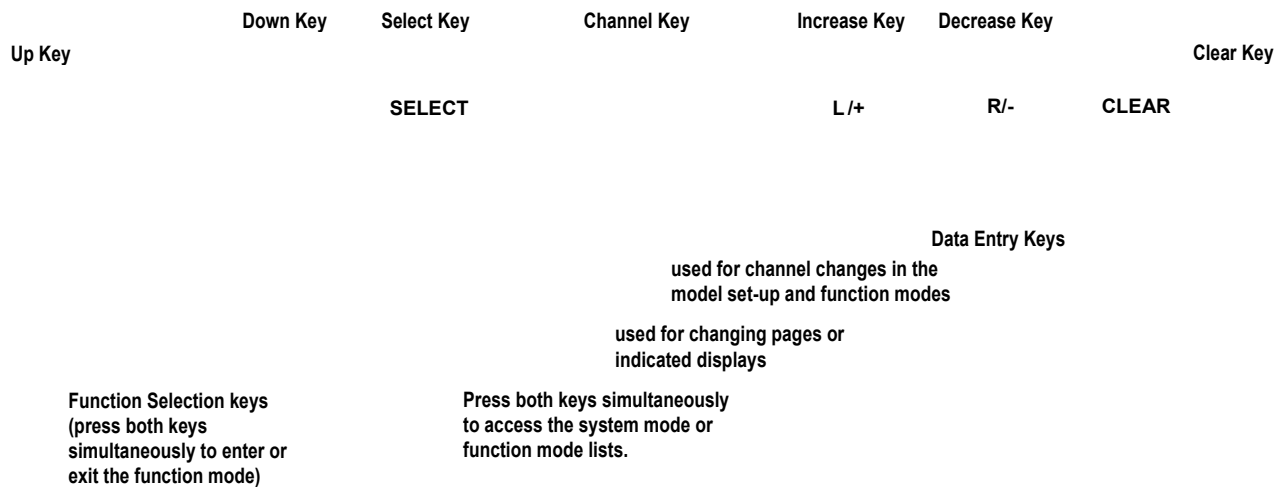 Down Key Select Key Channel Key Increase Key Decrease Key
Up Key Clear Key
SELECT L /+ R/- CLEAR
Data Entry Keys
used for channel changes in the
model set-up and function modes
used for changing pages or
indicated displays
Function Selection keys
(press both keys
simultaneously to enter or
exit the function mode)
Press both keys simultaneously
to access the system mode or
function mode lists.